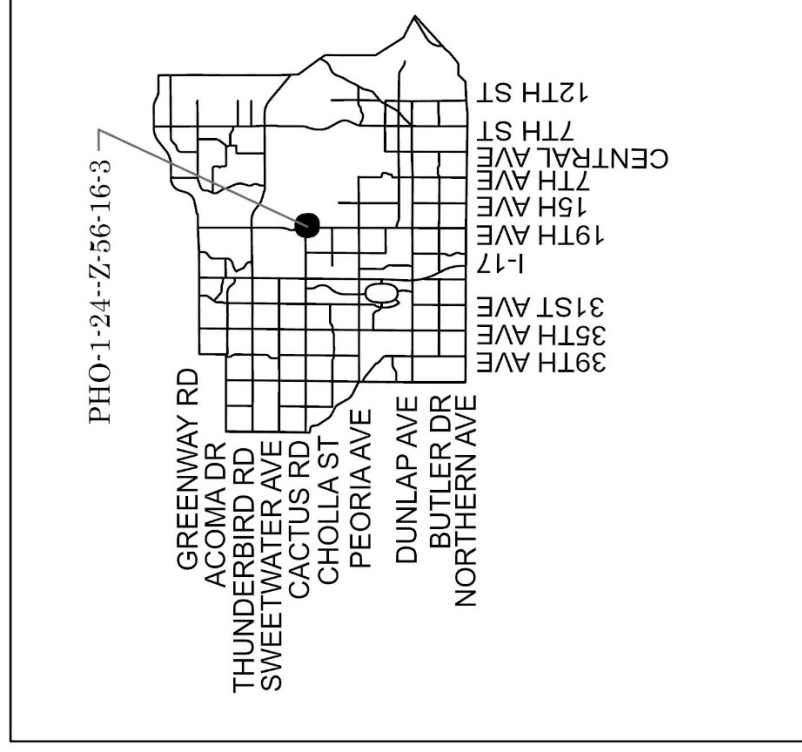 PHO-1-24--Z-56-16-3
GREENWAY RD
ACOMA DR
THUNDERBIRD RD
SWEETWATER AVE
CACTUS RD
CHOLLA ST
PEORIA AVE
DUNLAP AVE
BUTLER DR
NORTHERN AVE
39TH AVE
35TH AVE
31ST AVE
I-17
19TH AVE
15H AVE
7TH AVE
CENTRAL AVE
7TH ST
12TH ST